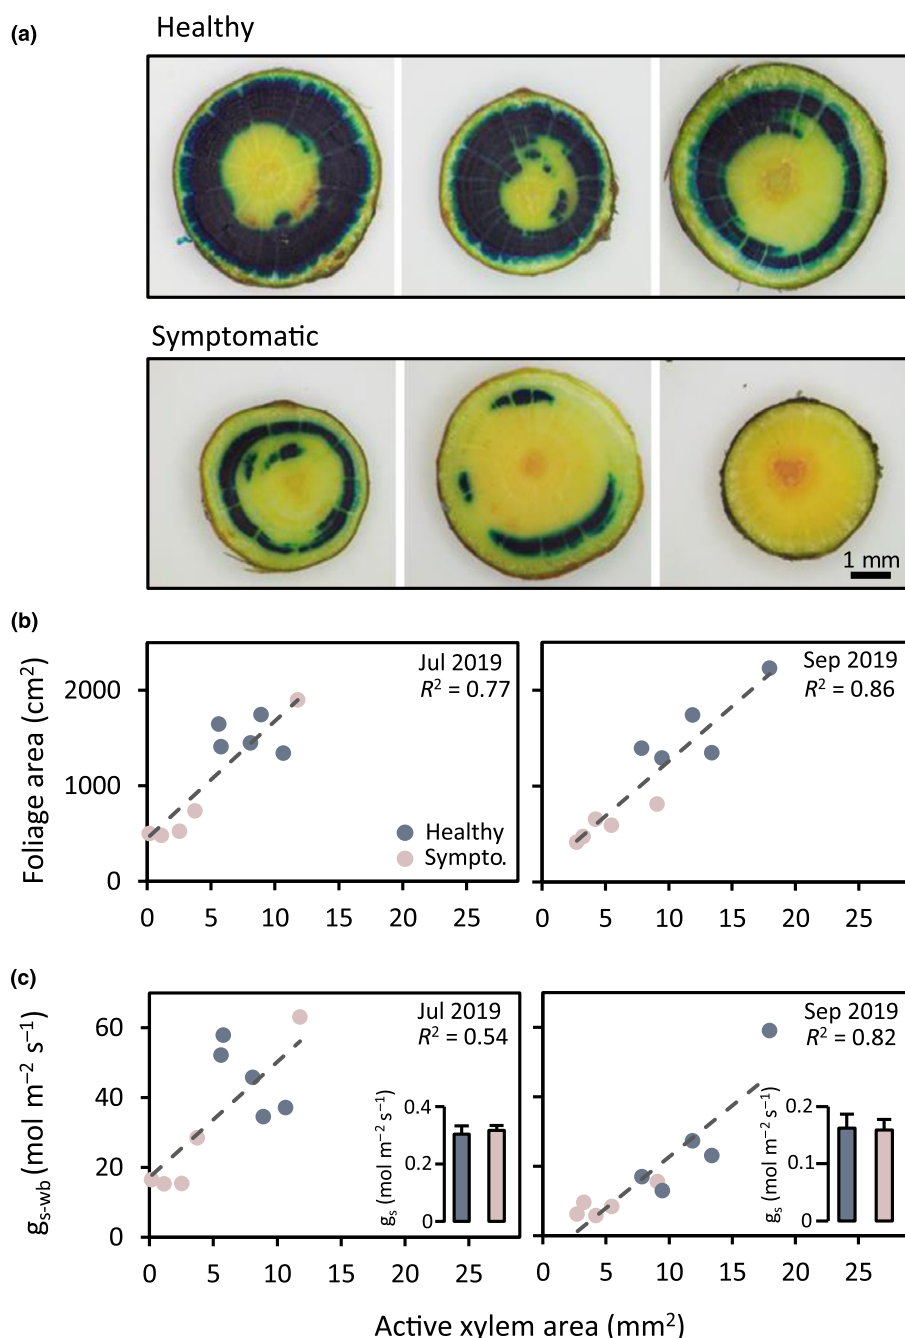 (a)
Healthy
Symptomatic
1 mm
(b)
Foliage area (cm²)
2000
1000
0
Jul 2019
R² = 0.77
Healthy
Sympto.
0 5 10 15 20 25
Sep 2019
R² = 0.86
0 5 10 15 20 25
(c)
gs-wb (mol m⁻² s⁻¹)
60
40
20
0
Jul 2019
R² = 0.54
gs (mol m⁻² s⁻¹)
0.4
0.2
0
0 5 10 15 20 25
Sep 2019
R² = 0.82
gs (mol m⁻² s⁻¹)
0.2
0.1
0
0 5 10 15 20 25
Active xylem area (mm²)